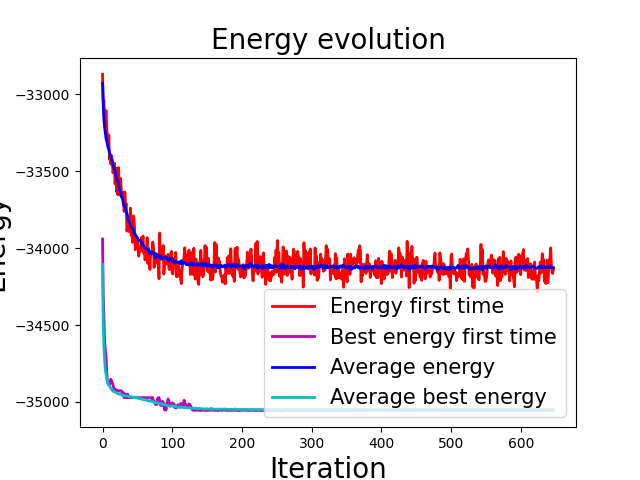 Energy evolution
Energy
−33000
−33500
−34000
−34500
−35000
Energy first time
Best energy first time
Average energy
Average best energy
0 100 200 300 400 500 600
Iteration